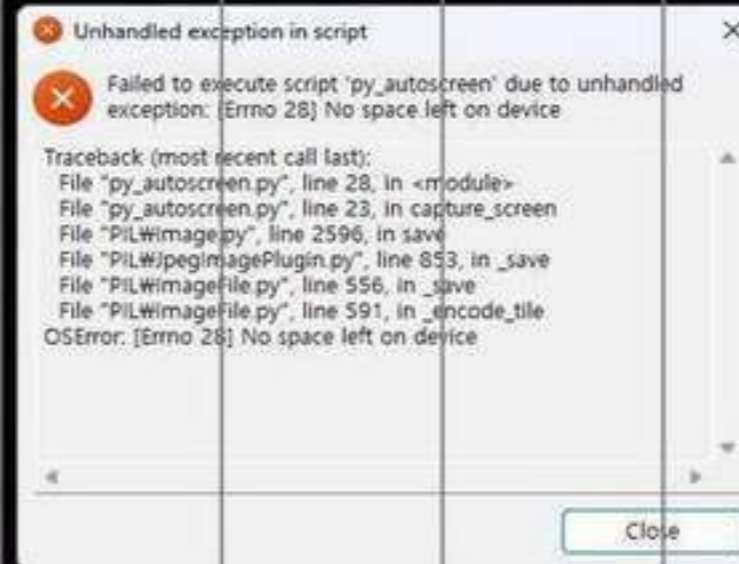 Unhandled exception in script
Failed to execute script 'py_autoscreen' due to unhandled
exception: [Errno 28] No space left on device
Traceback (most recent call last):
File "py_autoscreen.py", line 28, in <module>
File "py_autoscreen.py", line 23, in capture_screen
File "PIL₩Image.py", line 2596, in save
File "PIL₩JpegImagePlugin.py", line 853, in _save
File "PIL₩ImageFile.py", line 556, in _save
File "PIL₩ImageFile.py", line 591, in _encode_tile
OSError: [Errno 28] No space left on device
Close